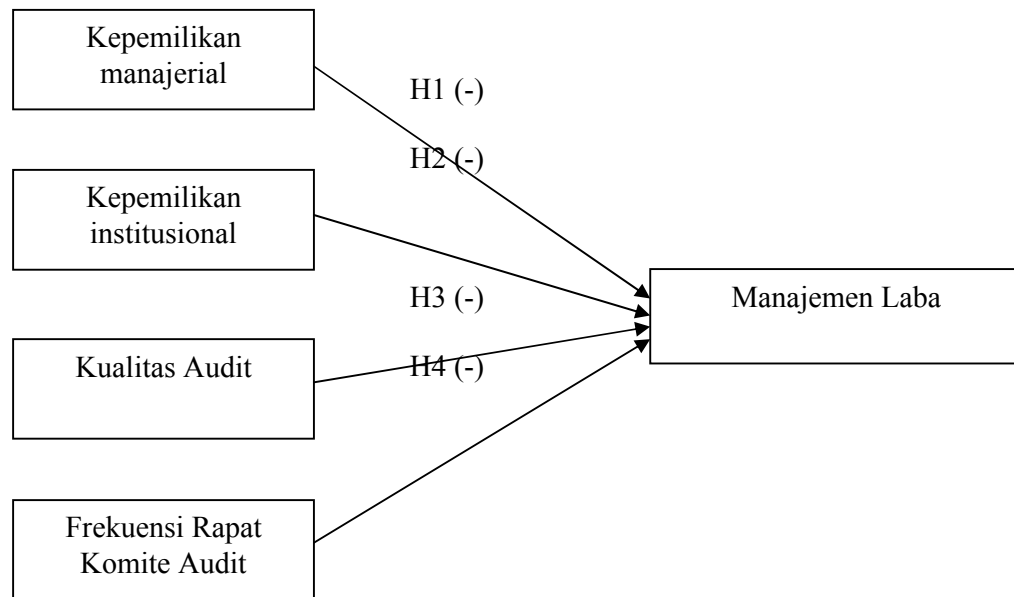 Kepemilikan
manajerial
H1 (-)
H2 (-)
Kepemilikan
institusional
H3 (-)
Manajemen Laba
Kualitas Audit
H4 (-)
Frekuensi Rapat
Komite Audit